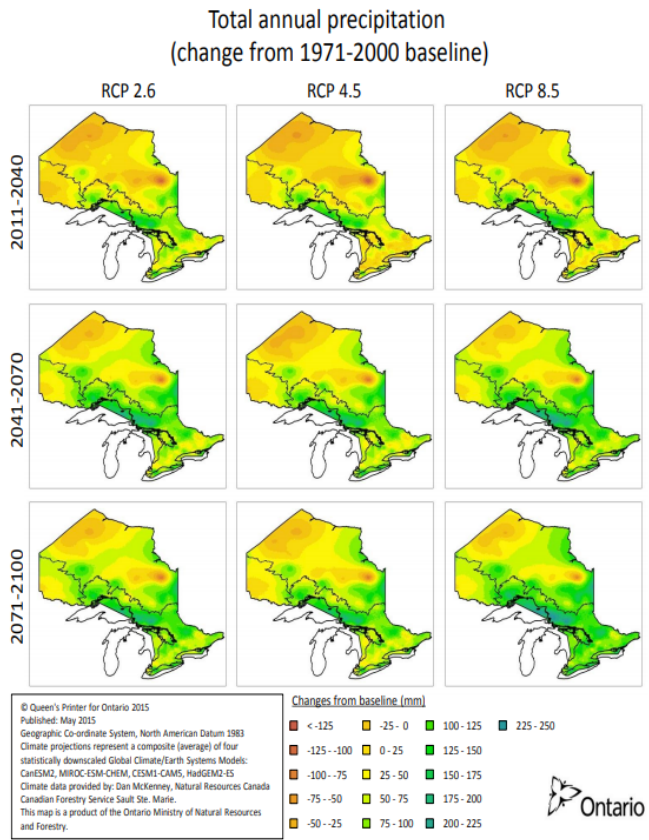 Total annual precipitation
(change from 1971-2000 baseline)
RCP 2.6 RCP 4.5 RCP 8.5
2011-2040
2041-2070
2071-2100
© Queen's Printer for Ontario 2015
Published: May 2015
Geographic Co-ordinate System, North American Datum 1983
Climate projections represent a composite (average) of four
statistically downscaled Global Climate/Earth Systems Models:
CanESM2, MIROC-ESM-CHEM, CESM1-CAM5, HadGEM2-ES
Climate data provided by: Dan McKenney, Natural Resources Canada
Canadian Forestry Service Sault Ste. Marie.
This map is a product of the Ontario Ministry of Natural Resources
and Forestry.
Changes from baseline (mm)
< -125 -25 - 0 100 - 125 225 - 250
-125 - -100 0 - 25 125 - 150
-100 - -75 25 - 50 150 - 175
-75 - -50 50 - 75 175 - 200
-50 - -25 75 - 100 200 - 225
Ontario